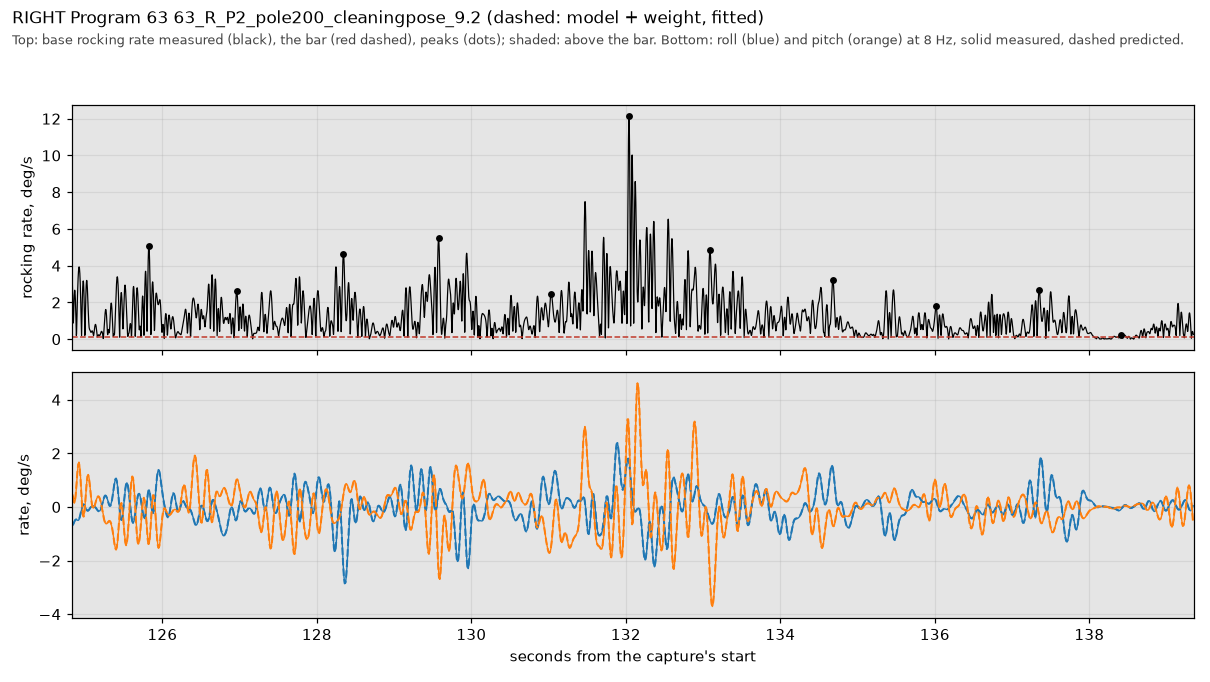 RIGHT Program 63 63_R_P2_pole200_cleaningpose_9.2 (dashed: model + weight, fitted)
Top: base rocking rate measured (black), the bar (red dashed), peaks (dots); shaded: above the bar. Bottom: roll (blue) and pitch (orange) at 8 Hz, solid measured, dashed predicted.
rocking rate, deg/s
12
10
8
6
4
2
0
rate, deg/s
4
2
0
−2
−4
126 128 130 132 134 136 138
seconds from the capture's start